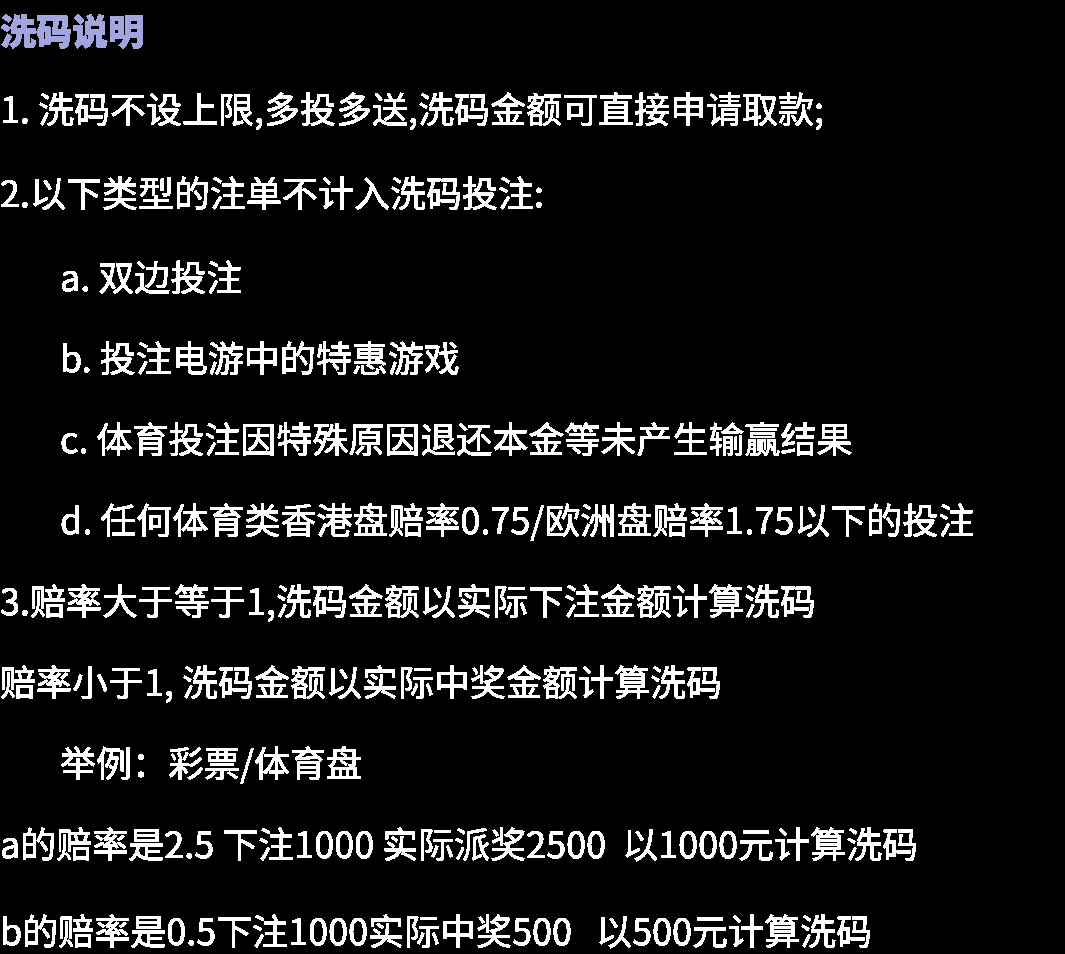 洗码说明
1. 洗码不设上限,多投多送,洗码金额可直接申请取款;
2.以下类型的注单不计入洗码投注:
a. 双边投注
b. 投注电游中的特惠游戏
c. 体育投注因特殊原因退还本金等未产生输赢结果
d. 任何体育类香港盘赔率0.75/欧洲盘赔率1.75以下的投注
3.赔率大于等于1,洗码金额以实际下注金额计算洗码
赔率小于1, 洗码金额以实际中奖金额计算洗码
举例：彩票/体育盘
a的赔率是2.5 下注1000 实际派奖2500  以1000元计算洗码
b的赔率是0.5下注1000实际中奖500   以500元计算洗码